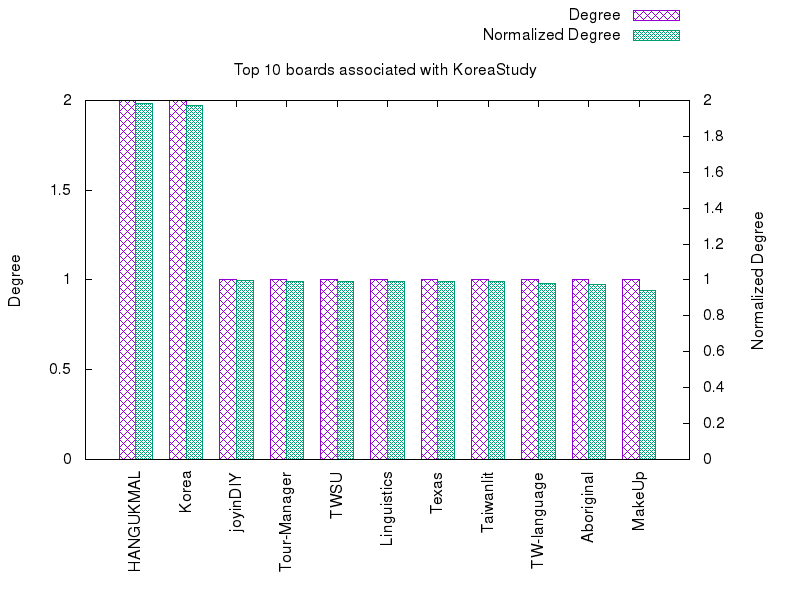 Degree
Normalized Degree
Top 10 boards associated with KoreaStudy
2
1.5
1
0.5
0
Degree
2
1.8
1.6
1.4
1.2
1
0.8
0.6
0.4
0.2
0
Normalized Degree
HANGUKMAL
Korea
joyinDIY
Tour-Manager
TWSU
Linguistics
Texas
Taiwanlit
TW-language
Aboriginal
MakeUp